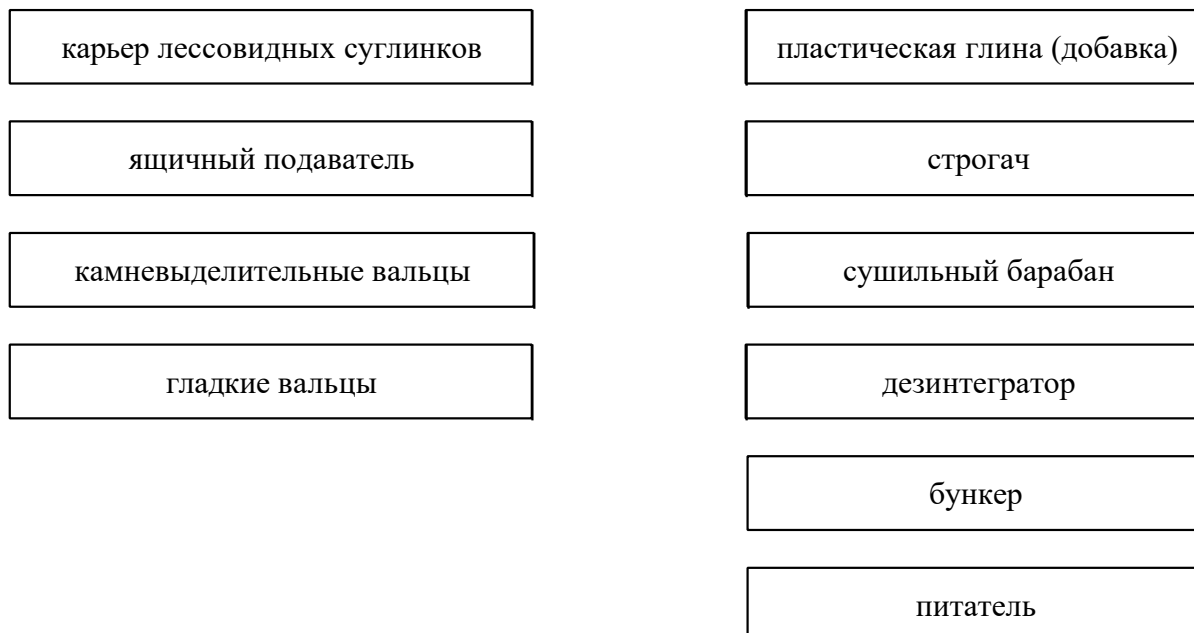 карьер лессовидных суглинков
пластическая глина (добавка)
ящичный подаватель
строгач
камневыделительные вальцы
сушильный барабан
гладкие вальцы
дезинтегратор
бункер
питатель